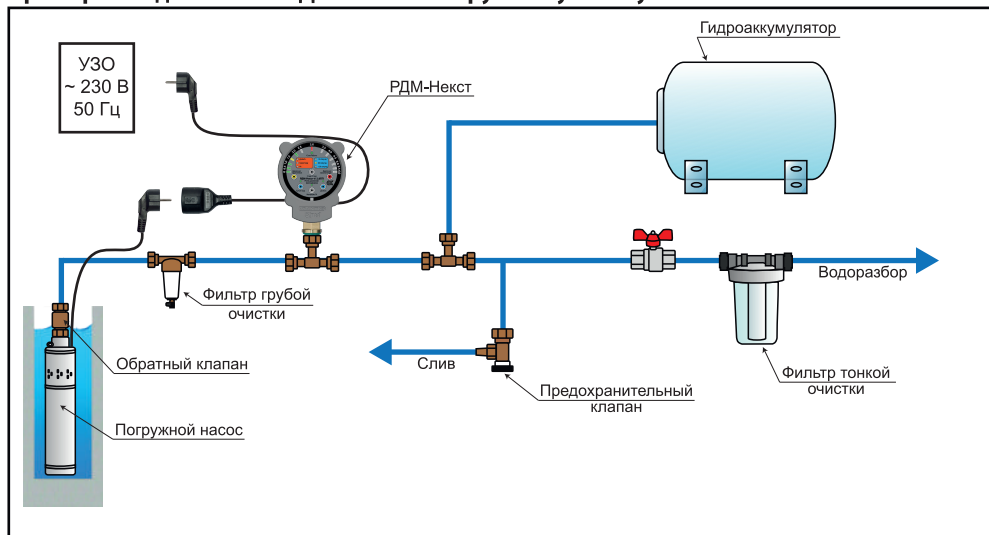 УЗО
~ 230 В
50 Гц
РДМ-Некст
Гидроаккумулятор
Фильтр грубой
очистки
Водоразбор
Обратный клапан
Слив
Предохранительный
клапан
Фильтр тонкой
очистки
Погружной насос